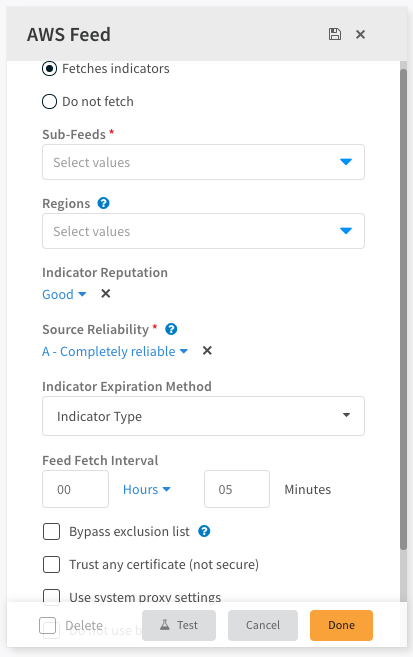 AWS Feed
Fetches indicators
Do not fetch
Sub-Feeds *
Select values
Regions ?
Select values
Indicator Reputation
Good
Source Reliability * ?
A - Completely reliable
Indicator Expiration Method
Indicator Type
Feed Fetch Interval
00 Hours 05 Minutes
Bypass exclusion list ?
Trust any certificate (not secure)
Use system proxy settings
Do not use b
Delete Test Cancel Done